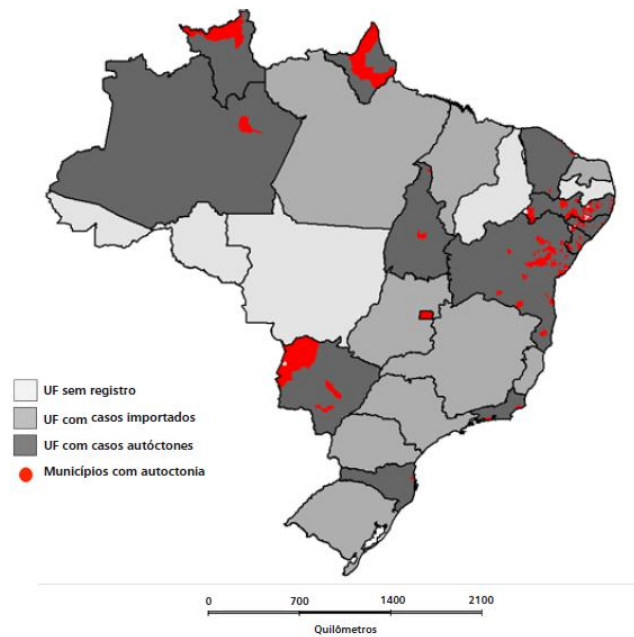 UF sem registro
UF com casos importados
UF com casos autóctones
Municípios com autoctonia
0 700 1400 2100
Quilômetros